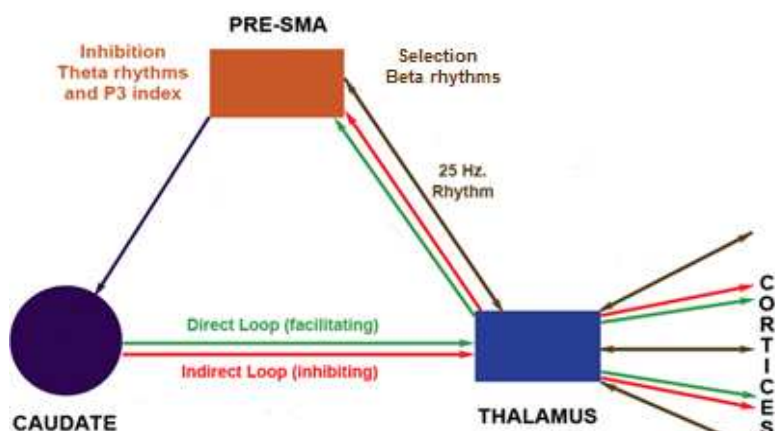 PRE-SMA
Inhibition
Theta rhythms
and P3 index
Selection
Beta rhythms
25 Hz.
Rhythm
Direct Loop (facilitating)
Indirect Loop (inhibiting)
CAUDATE
THALAMUS
CORTICES